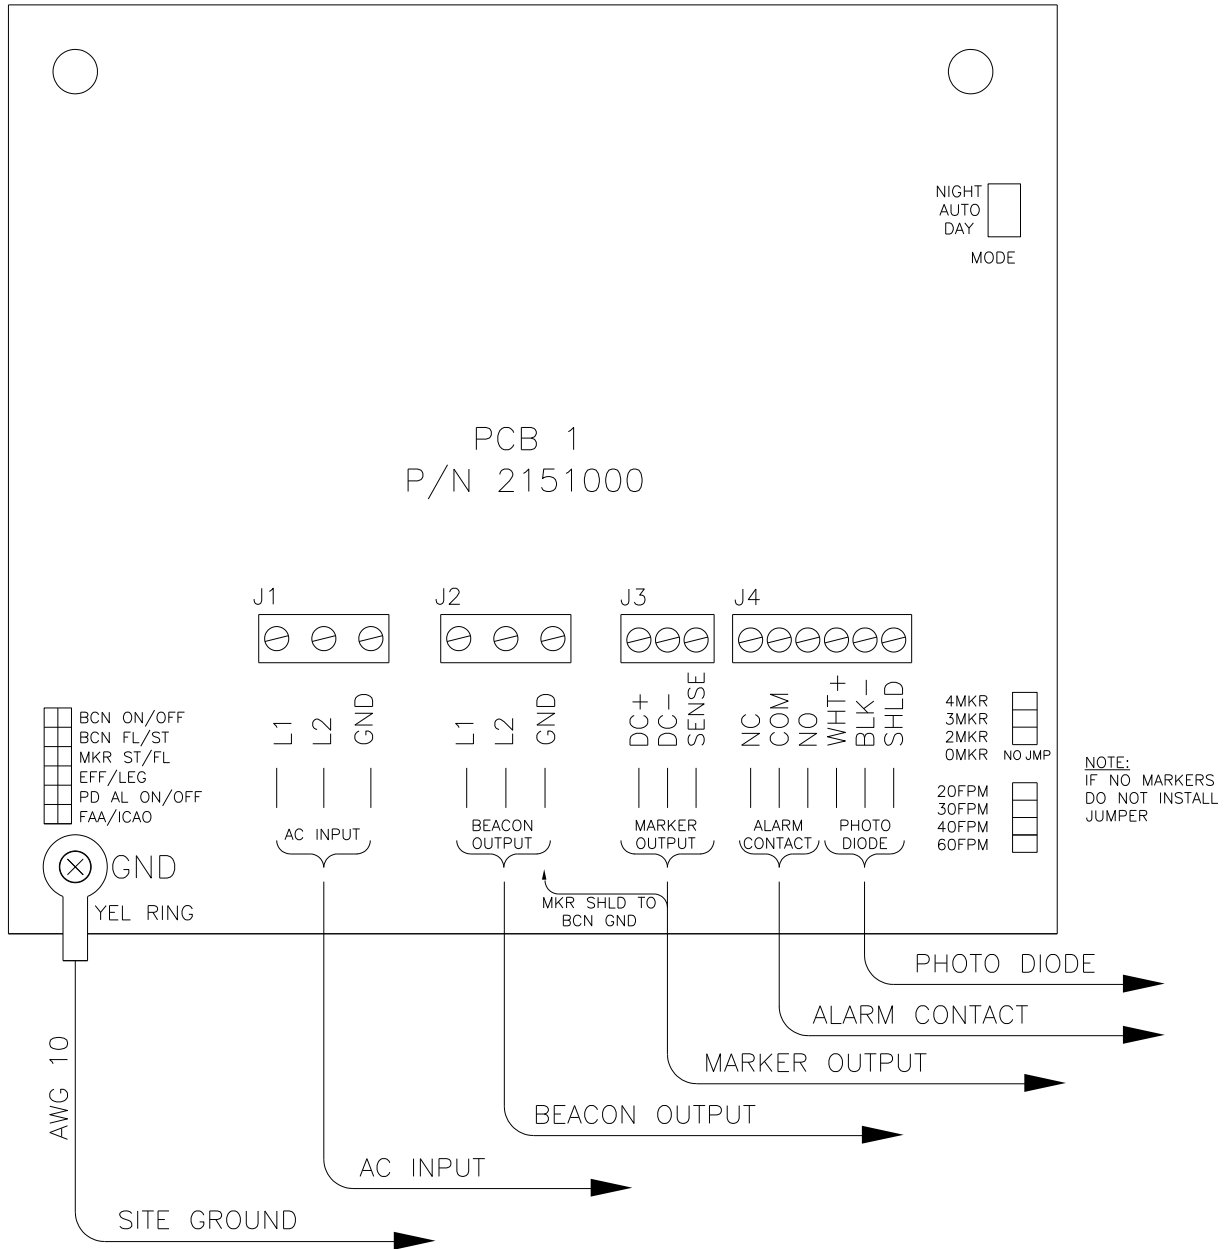 NIGHT
AUTO
DAY
MODE
PCB 1
P/N 2151000
J1
J2
J3
J4
L1
L2
GND
L1
L2
GND
DC+
DC-
SENSE
NC
COM
NO
WHT+
BLK-
SHLD
BCN ON/OFF
BCN FL/ST
MKR ST/FL
EFF/LEG
PD AL ON/OFF
FAA/ICAO
4MKR
3MKR
2MKR
0MKR NO JMP
20FPM
30FPM
40FPM
60FPM
NOTE:
IF NO MARKERS
DO NOT INSTALL
JUMPER
AC INPUT
BEACON
OUTPUT
MARKER
OUTPUT
ALARM
CONTACT
PHOTO
DIODE
GND
YEL RING
MKR SHLD TO
BCN GND
PHOTO DIODE
ALARM CONTACT
MARKER OUTPUT
BEACON OUTPUT
AC INPUT
SITE GROUND
AWG 10